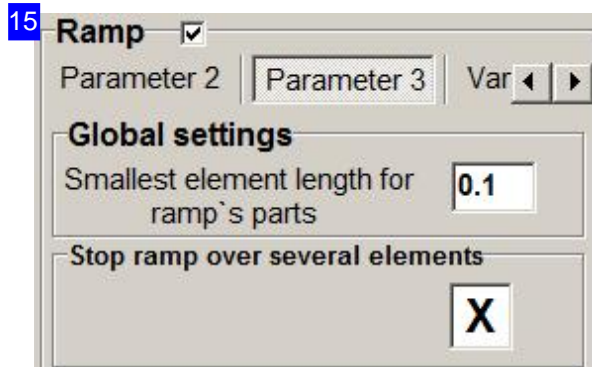 15
Ramp
Parameter 2 Parameter 3 Var
Global settings
Smallest element length for 0.1
ramp`s parts
Stop ramp over several elements
X